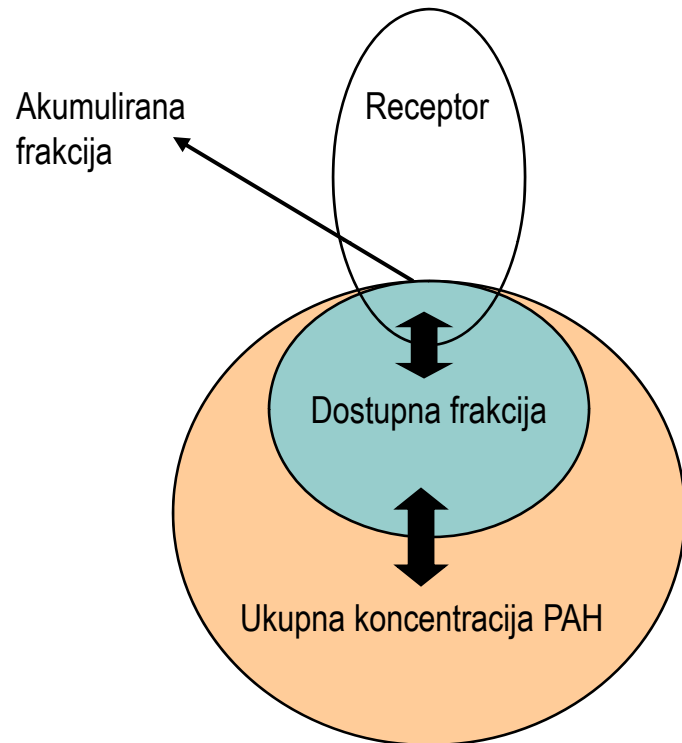 Akumulirana
frakcija
Receptor
Dostupna frakcija
Ukupna koncentracija PAH